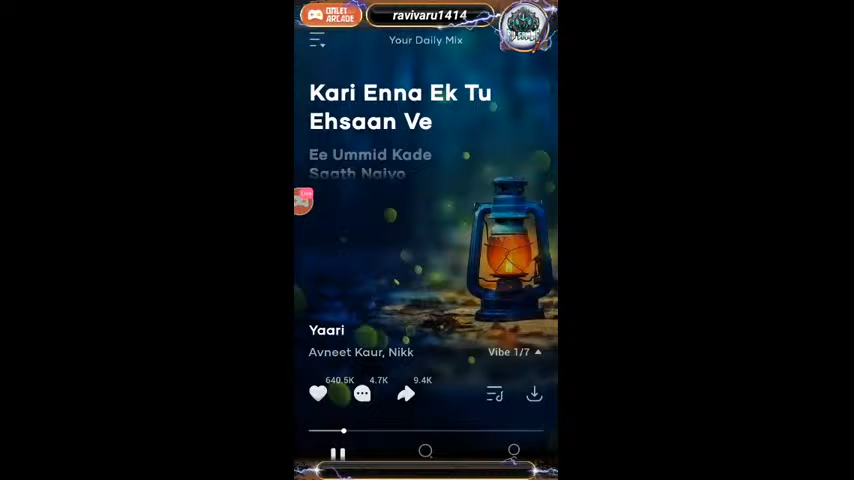 OMLET
ARCADE
ravivaru1414
Your Daily Mix
Kari Enna Ek Tu
Ehsaan Ve
Ee Ummid Kade
Saath Naiyo
Live
Yaari
Avneet Kaur, Nikk
Vibe 1/7
640.5K
4.7K
9.4K